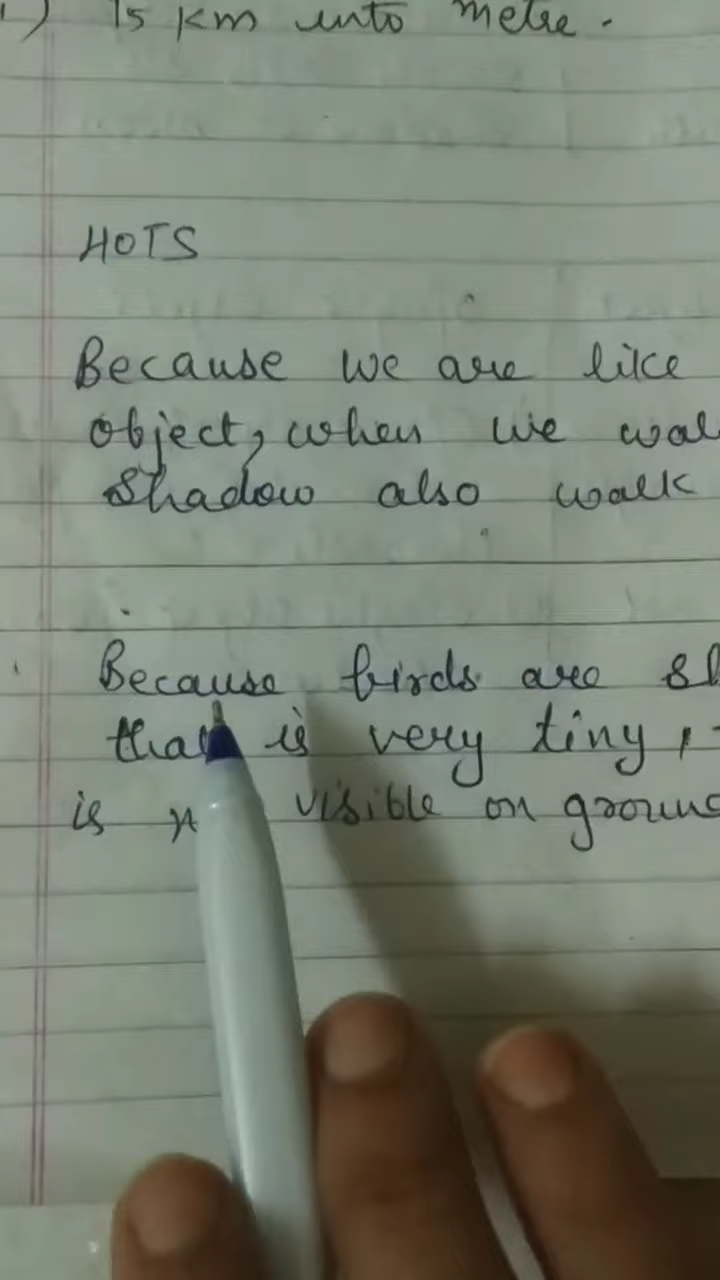 15 km into metre.
HOTS
Because we are like
object, when we
shadow also walk
Because birds are
is very tiny,
is visible on